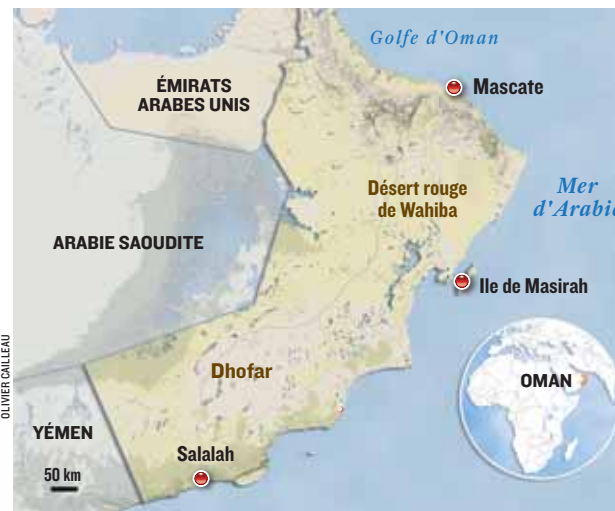 Golfe d'Oman
ÉMIRATS
ARABES UNIS
Mascate
Désert rouge
de Wahiba
Mer
d'Arabie
ARABIE SAOUDITE
Ile de Masirah
OLIVIER CAILLEAU
Dhofar
OMAN
YÉMEN
Salalah
50 km